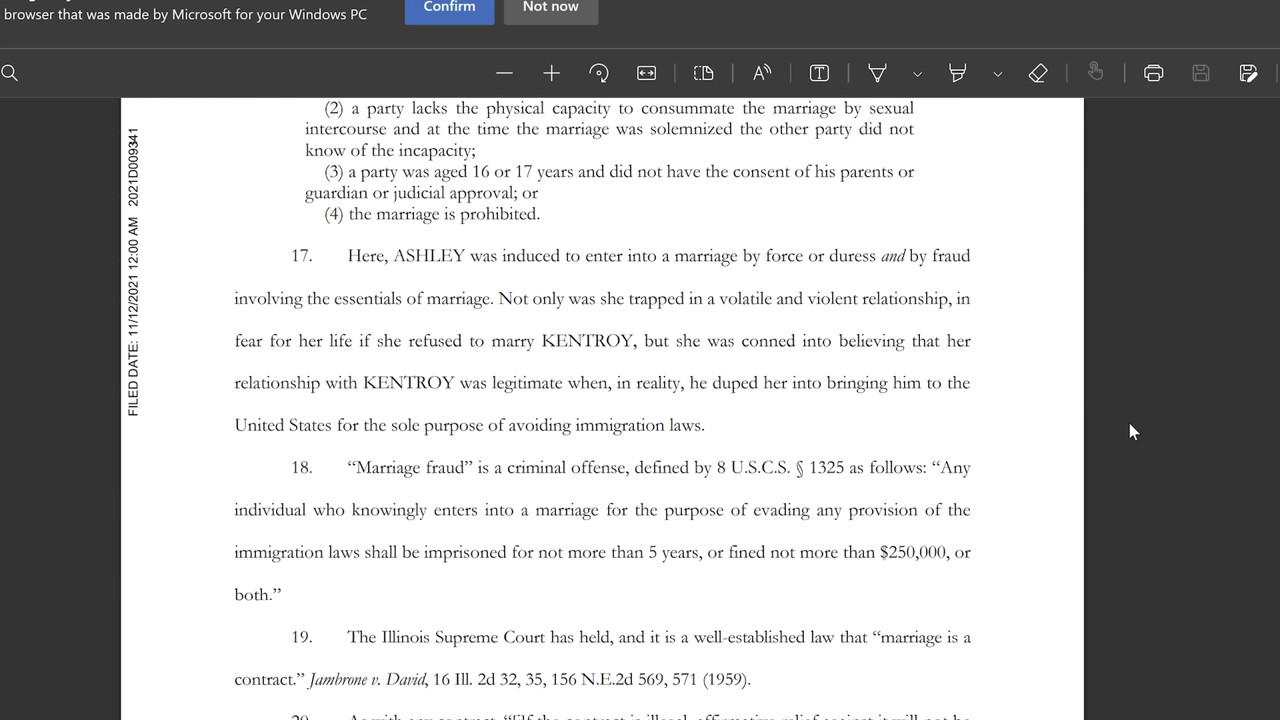 browser that was made by Microsoft for your Windows PC
Confirm
Not now
FILED DATE: 11/12/2021 12:00 AM 2021D009341
(2) a party lacks the physical capacity to consummate the marriage by sexual
intercourse and at the time the marriage was solemnized the other party did not
know of the incapacity;
(3) a party was aged 16 or 17 years and did not have the consent of his parents or
guardian or judicial approval; or
(4) the marriage is prohibited.
17. Here, ASHLEY was induced to enter into a marriage by force or duress and by fraud
involving the essentials of marriage. Not only was she trapped in a volatile and violent relationship, in
fear for her life if she refused to marry KENTROY, but she was conned into believing that her
relationship with KENTROY was legitimate when, in reality, he duped her into bringing him to the
United States for the sole purpose of avoiding immigration laws.
18. “Marriage fraud” is a criminal offense, defined by 8 U.S.C.S. § 1325 as follows: “Any
individual who knowingly enters into a marriage for the purpose of evading any provision of the
immigration laws shall be imprisoned for not more than 5 years, or fined not more than $250,000, or
both.”
19. The Illinois Supreme Court has held, and it is a well-established law that “marriage is a
contract.” Jambrone v. David, 16 Ill. 2d 32, 35, 156 N.E.2d 569, 571 (1959).